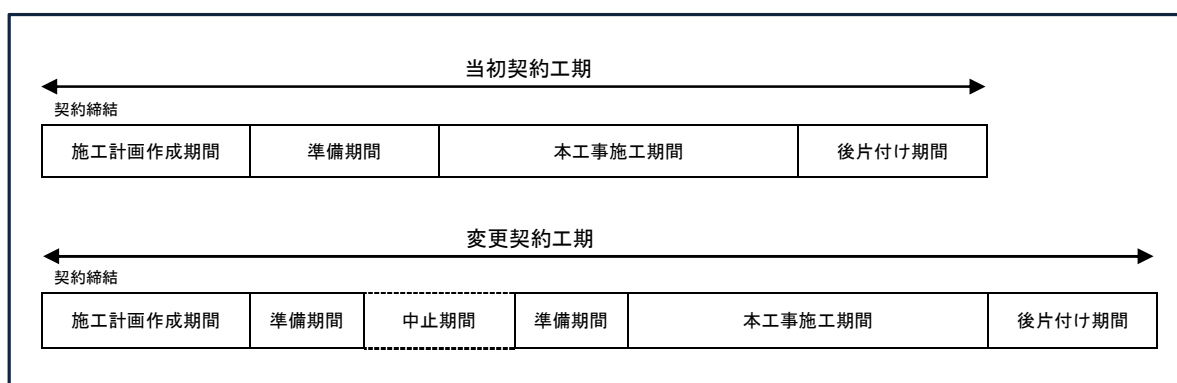 当初契約工期
契約締結
施工計画作成期間 準備期間 本工事施工期間 後片付け期間
変更契約工期
契約締結
施工計画作成期間 準備期間 中止期間 準備期間 本工事施工期間 後片付け期間